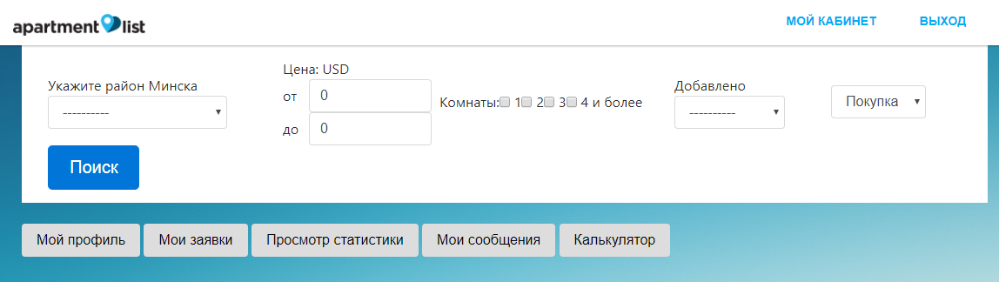 apartment list
МОЙ КАБИНЕТ ВЫХОД
Укажите район Минска
----------
Цена: USD
от 0
до 0
Комнаты: 1 2 3 4 и более
Добавлено
----------
Покупка
Поиск
Мой профиль Мои заявки Просмотр статистики Мои сообщения Калькулятор